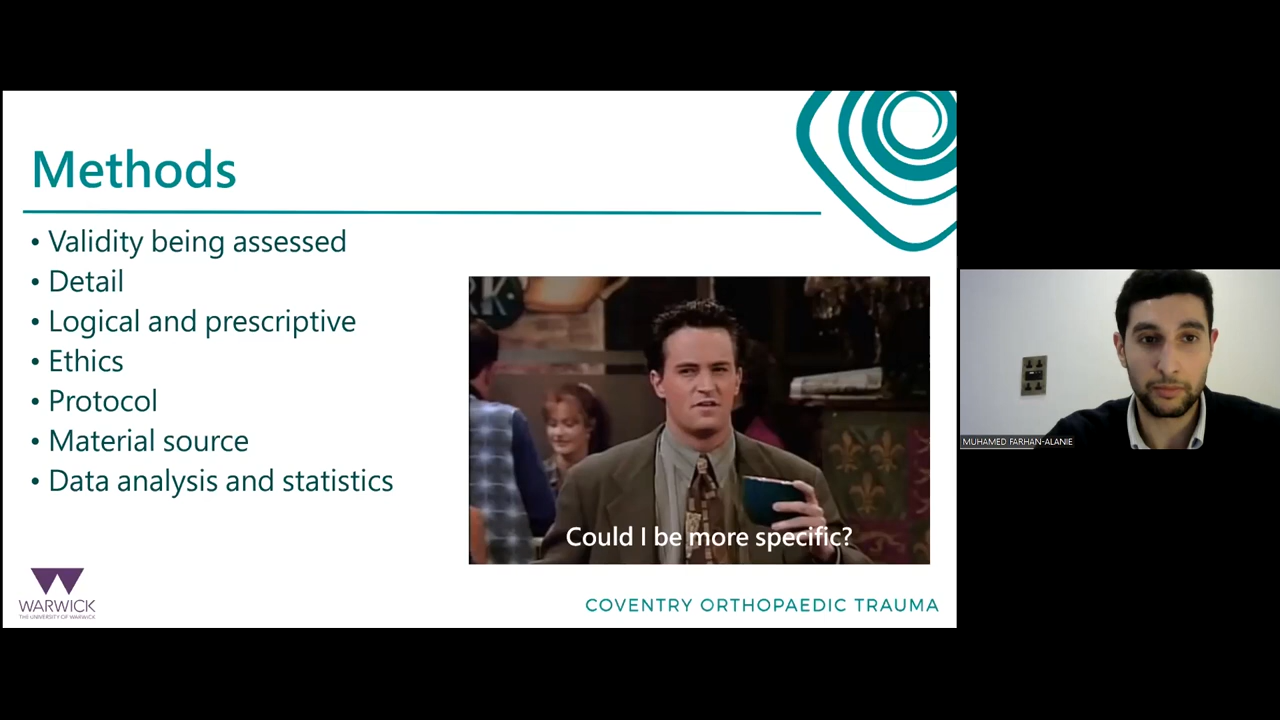 Methods
• Validity being assessed
• Detail
• Logical and prescriptive
• Ethics
• Protocol
• Material source
• Data analysis and statistics
Could I be more specific?
WARWICK
THE UNIVERSITY OF WARWICK
COVENTRY ORTHOPAEDIC TRAUMA
MUHAMED FARHAN-ALANIE